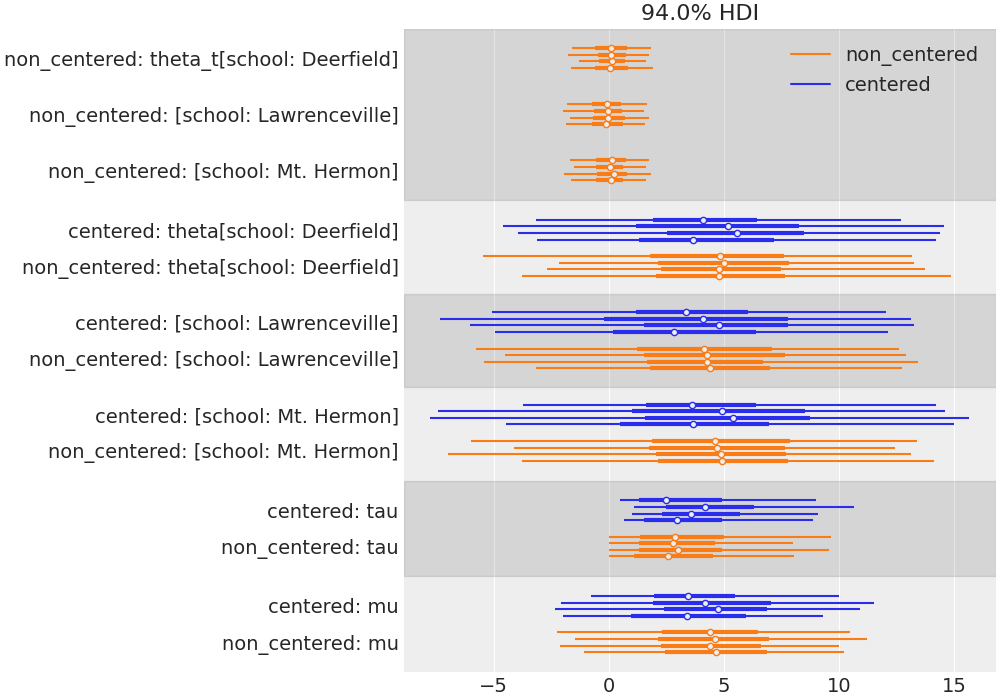 94.0% HDI
non_centered: theta_t[school: Deerfield]
non_centered: [school: Lawrenceville]
non_centered: [school: Mt. Hermon]
centered: theta[school: Deerfield]
non_centered: theta[school: Deerfield]
centered: [school: Lawrenceville]
non_centered: [school: Lawrenceville]
centered: [school: Mt. Hermon]
non_centered: [school: Mt. Hermon]
centered: tau
non_centered: tau
centered: mu
non_centered: mu
non_centered
centered
−5 0 5 10 15